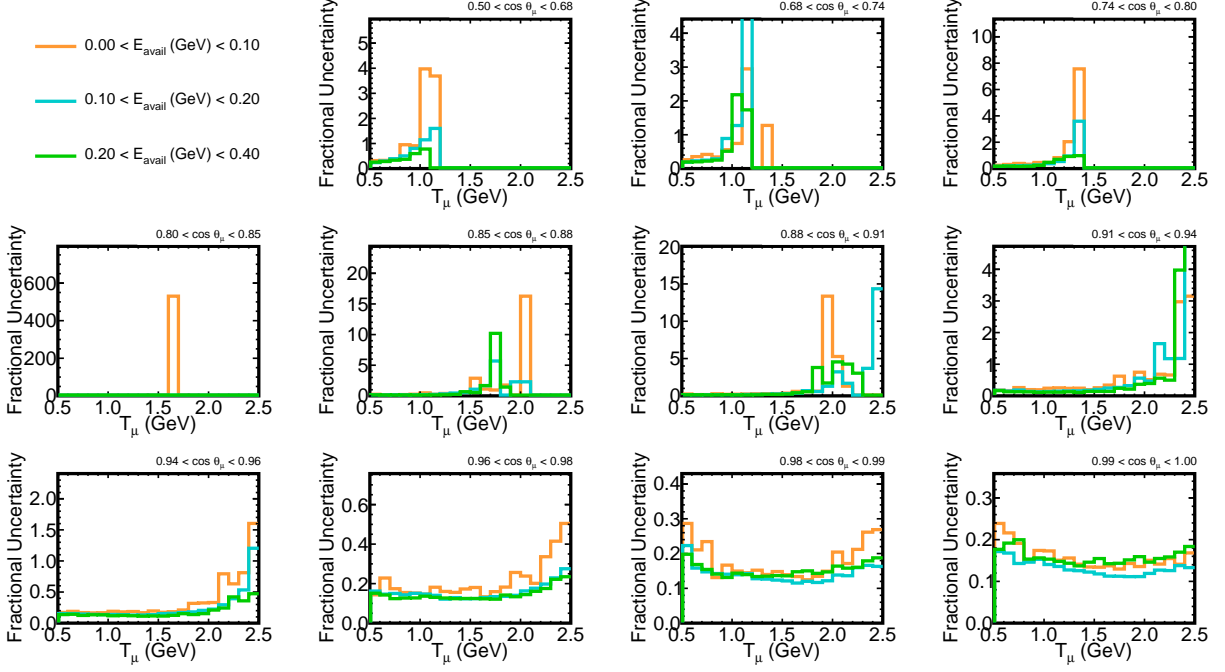 0.00 < E_avail (GeV) < 0.10
0.10 < E_avail (GeV) < 0.20
0.20 < E_avail (GeV) < 0.40
0.50 < cos θ_μ < 0.68
Fractional Uncertainty
0 1 2 3 4 5
0.5 1.0 1.5 2.0 2.5
T_μ (GeV)
0.68 < cos θ_μ < 0.74
Fractional Uncertainty
0 1 2 3 4
0.5 1.0 1.5 2.0 2.5
T_μ (GeV)
0.74 < cos θ_μ < 0.80
Fractional Uncertainty
0 2 4 6 8 10
0.5 1.0 1.5 2.0 2.5
T_μ (GeV)
0.80 < cos θ_μ < 0.85
Fractional Uncertainty
0 200 400 600
0.5 1.0 1.5 2.0 2.5
T_μ (GeV)
0.85 < cos θ_μ < 0.88
Fractional Uncertainty
0 5 10 15 20
0.5 1.0 1.5 2.0 2.5
T_μ (GeV)
0.88 < cos θ_μ < 0.91
Fractional Uncertainty
0 5 10 15 20
0.5 1.0 1.5 2.0 2.5
T_μ (GeV)
0.91 < cos θ_μ < 0.94
Fractional Uncertainty
0 1 2 3 4
0.5 1.0 1.5 2.0 2.5
T_μ (GeV)
0.94 < cos θ_μ < 0.96
Fractional Uncertainty
0.0 0.5 1.0 1.5 2.0
0.5 1.0 1.5 2.0 2.5
T_μ (GeV)
0.96 < cos θ_μ < 0.98
Fractional Uncertainty
0.0 0.2 0.4 0.6
0.5 1.0 1.5 2.0 2.5
T_μ (GeV)
0.98 < cos θ_μ < 0.99
Fractional Uncertainty
0.0 0.1 0.2 0.3 0.4
0.5 1.0 1.5 2.0 2.5
T_μ (GeV)
0.99 < cos θ_μ < 1.00
Fractional Uncertainty
0.0 0.1 0.2 0.3
0.5 1.0 1.5 2.0 2.5
T_μ (GeV)